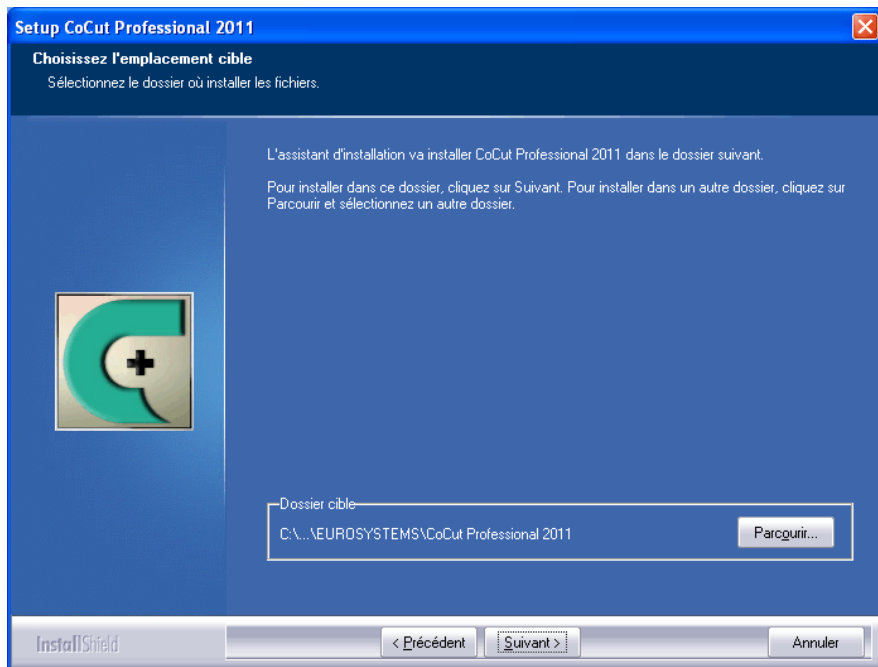 Setup CoCut Professional 2011
Choisissez l'emplacement cible
Sélectionnez le dossier où installer les fichiers.
L'assistant d'installation va installer CoCut Professional 2011 dans le dossier suivant.
Pour installer dans ce dossier, cliquez sur Suivant. Pour installer dans un autre dossier, cliquez sur
Parcourir et sélectionnez un autre dossier.
Dossier cible
C:\...\EUROSYSTEMS\CoCut Professional 2011
Parcourir...
InstallShield
< Précédent
Suivant >
Annuler